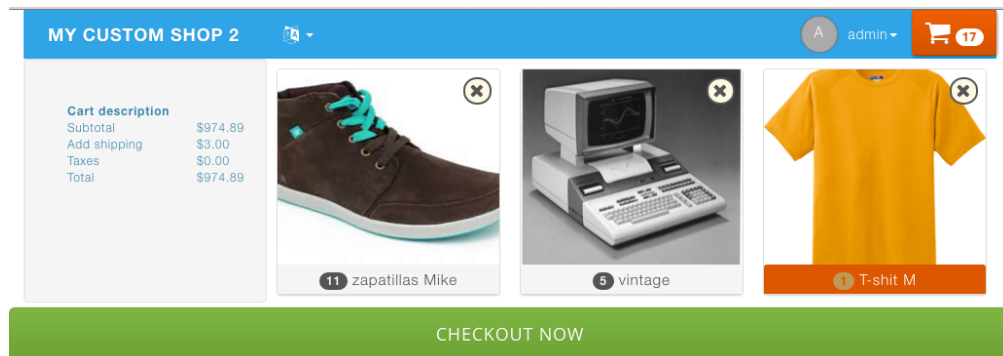 MY CUSTOM SHOP 2
A
admin
17
Cart description
Subtotal $974.89
Add shipping $3.00
Taxes $0.00
Total $974.89
11 zapatillas Mike
5 vintage
1 T-shit M
CHECKOUT NOW